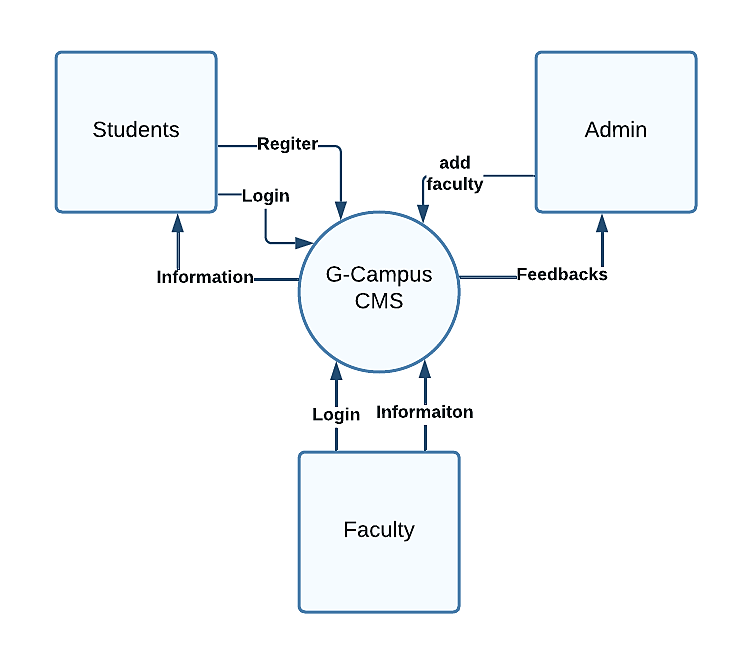 Students
Admin
Regiter
add
faculty
Login
Information
G-Campus
CMS
Feedbacks
Login
Informaiton
Faculty